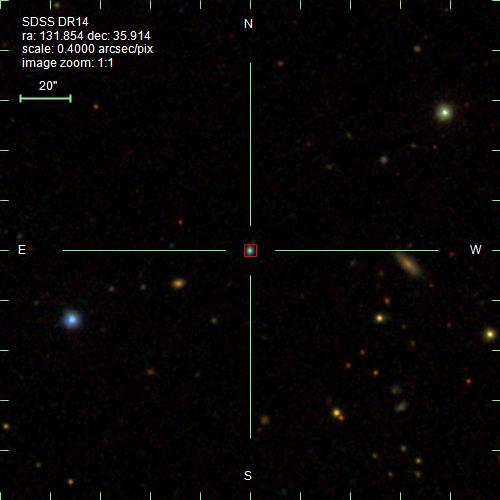 SDSS DR14
ra: 131.854 dec: 35.914
scale: 0.4000 arcsec/pix
image zoom: 1:1
20"
N
E
W
S